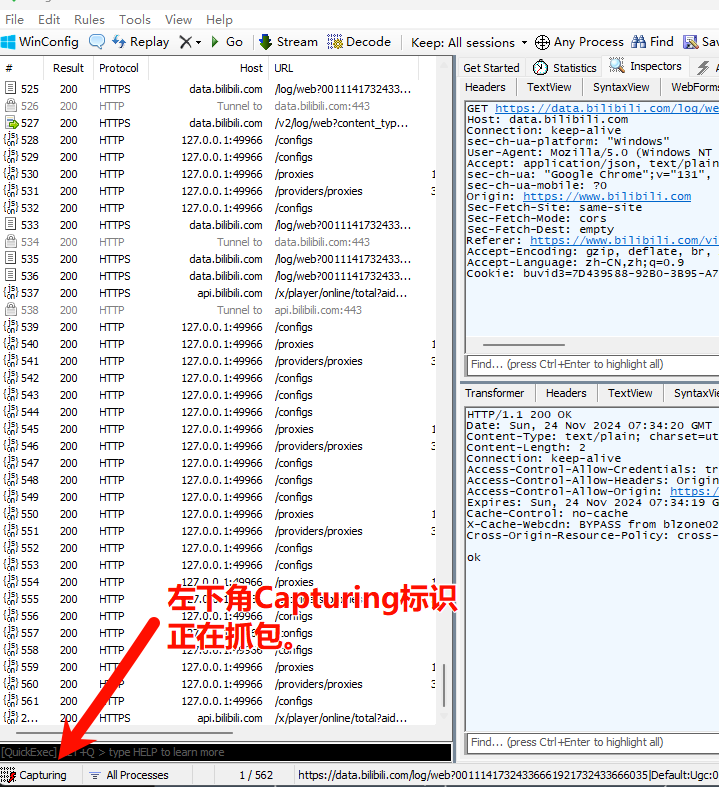 File Edit Rules Tools View Help
WinConfig Replay Go Stream Decode Keep: All sessions Any Process Find Sav
# Result Protocol Host URL
525 200 HTTPS data.bilibili.com /log/web?0011141732433...
526 200 HTTP Tunnel to data.bilibili.com:443
527 200 HTTPS data.bilibili.com /v2/log/web?content_typ...
528 200 HTTP 127.0.0.1:49966 /configs
529 200 HTTP 127.0.0.1:49966 /configs
530 200 HTTP 127.0.0.1:49966 /proxies 1
531 200 HTTP 127.0.0.1:49966 /providers/proxies 3
532 200 HTTP 127.0.0.1:49966 /configs
533 200 HTTPS data.bilibili.com /log/web?0011141732433...
534 200 HTTP Tunnel to data.bilibili.com:443
535 200 HTTPS data.bilibili.com /log/web?0011141732433...
536 200 HTTPS data.bilibili.com /log/web?0011141732433...
537 200 HTTPS api.bilibili.com /x/player/online/total?aid...
538 200 HTTP Tunnel to api.bilibili.com:443
539 200 HTTP 127.0.0.1:49966 /configs
540 200 HTTP 127.0.0.1:49966 /proxies 1
541 200 HTTP 127.0.0.1:49966 /providers/proxies 3
542 200 HTTP 127.0.0.1:49966 /configs
543 200 HTTP 127.0.0.1:49966 /configs
544 200 HTTP 127.0.0.1:49966 /configs
545 200 HTTP 127.0.0.1:49966 /proxies 1
546 200 HTTP 127.0.0.1:49966 /providers/proxies 3
547 200 HTTP 127.0.0.1:49966 /configs
548 200 HTTP 127.0.0.1:49966 /configs
549 200 HTTP 127.0.0.1:49966 /configs
550 200 HTTP 127.0.0.1:49966 /proxies 1
551 200 HTTP 127.0.0.1:49966 /providers/proxies 3
552 200 HTTP 127.0.0.1:49966 /configs
553 200 HTTP 127.0.0.1:49966 /configs
554 200 HTTP 127.0.0.1:49966 /proxies 1
555 200 HTTP
556 200 HTTP /configs
557 200 HTTP /configs
558 200 HTTP 127.0.0.1:49966 /configs
559 200 HTTP 127.0.0.1:49966 /proxies 1
560 200 HTTP 127.0.0.1:49966 /providers/proxies 3
561 200 HTTP 127.0.0.1:49966 /configs
2... 200 HTTPS api.bilibili.com /x/player/online/total?aid...
左下角Capturing标识
正在抓包。
[QuickExec] +Q > type HELP to learn more
Capturing All Processes 1 / 562 https://data.bilibili.com/log/web?0011141732433666192173243366035|Default:Ugc:0
Get Started Statistics Inspectors
Headers TextView SyntaxView WebForms
GET https://data.bilibili.com/log/we
Host: data.bilibili.com
Connection: keep-alive
sec-ch-ua-platform: "Windows"
User-Agent: Mozilla/5.0 (Windows NT
Accept: application/json, text/plain
sec-ch-ua: "Google Chrome";v="131",
sec-ch-ua-mobile: ?0
Origin: https://www.bilibili.com
Sec-Fetch-Site: same-site
Sec-Fetch-Mode: cors
Sec-Fetch-Dest: empty
Referer: https://www.bilibili.com/vi
Accept-Encoding: gzip, deflate, br,
Accept-Language: zh-CN,zh;q=0.9
Cookie: buvid3=7D439588-92B0-3B95-A7
Find... (press Ctrl+Enter to highlight all)
Transformer Headers TextView SyntaxVie
HTTP/1.1 200 OK
Date: Sun, 24 Nov 2024 07:34:20 GMT
Content-Type: text/plain; charset=ut
Content-Length: 2
Connection: keep-alive
Access-Control-Allow-Credentials: tr
Access-Control-Allow-Headers: Origin
Access-Control-Allow-Origin: https:/
Expires: Sun, 24 Nov 2024 07:34:19 G
Cache-Control: no-cache
X-Cache-Webcdn: BYPASS from blzone02
Cross-Origin-Resource-Policy: cross-
ok
Find... (press Ctrl+Enter to highlight all)